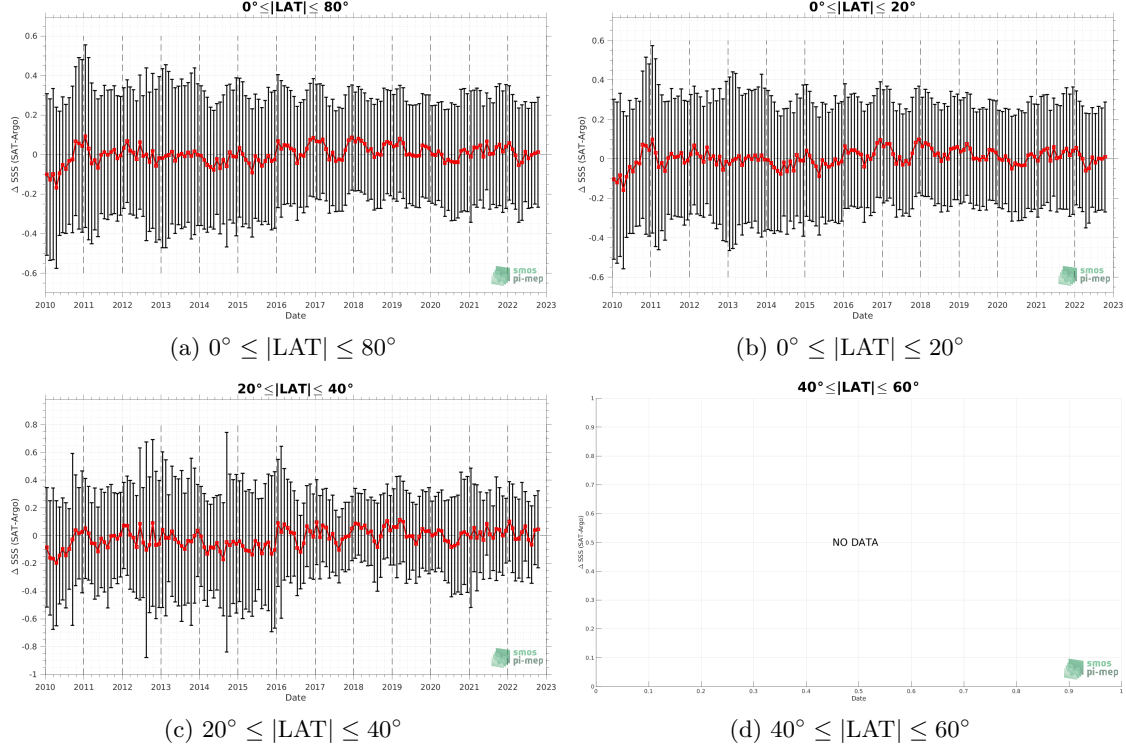 0°≤|LAT|≤ 80°
0.6
0.4
0.2
0
-0.2
-0.4
-0.6
Δ SSS (SAT-Argo)
smos
pi-mep
2010 2011 2012 2013 2014 2015 2016 2017 2018 2019 2020 2021 2022 2023
Date
(a) 0° ≤ |LAT| ≤ 80°
0°≤|LAT|≤ 20°
0.6
0.4
0.2
0
-0.2
-0.4
-0.6
Δ SSS (SAT-Argo)
smos
pi-mep
2010 2011 2012 2013 2014 2015 2016 2017 2018 2019 2020 2021 2022 2023
Date
(b) 0° ≤ |LAT| ≤ 20°
20°≤|LAT|≤ 40°
0.8
0.6
0.4
0.2
0
-0.2
-0.4
-0.6
-0.8
-1
Δ SSS (SAT-Argo)
smos
pi-mep
2010 2011 2012 2013 2014 2015 2016 2017 2018 2019 2020 2021 2022 2023
Date
(c) 20° ≤ |LAT| ≤ 40°
40°≤|LAT|≤ 60°
1
0.9
0.8
0.7
0.6
0.5
0.4
0.3
0.2
0.1
0
Δ SSS (SAT-Argo)
NO DATA
smos
pi-mep
0 0.1 0.2 0.3 0.4 0.5 0.6 0.7 0.8 0.9 1
Date
(d) 40° ≤ |LAT| ≤ 60°